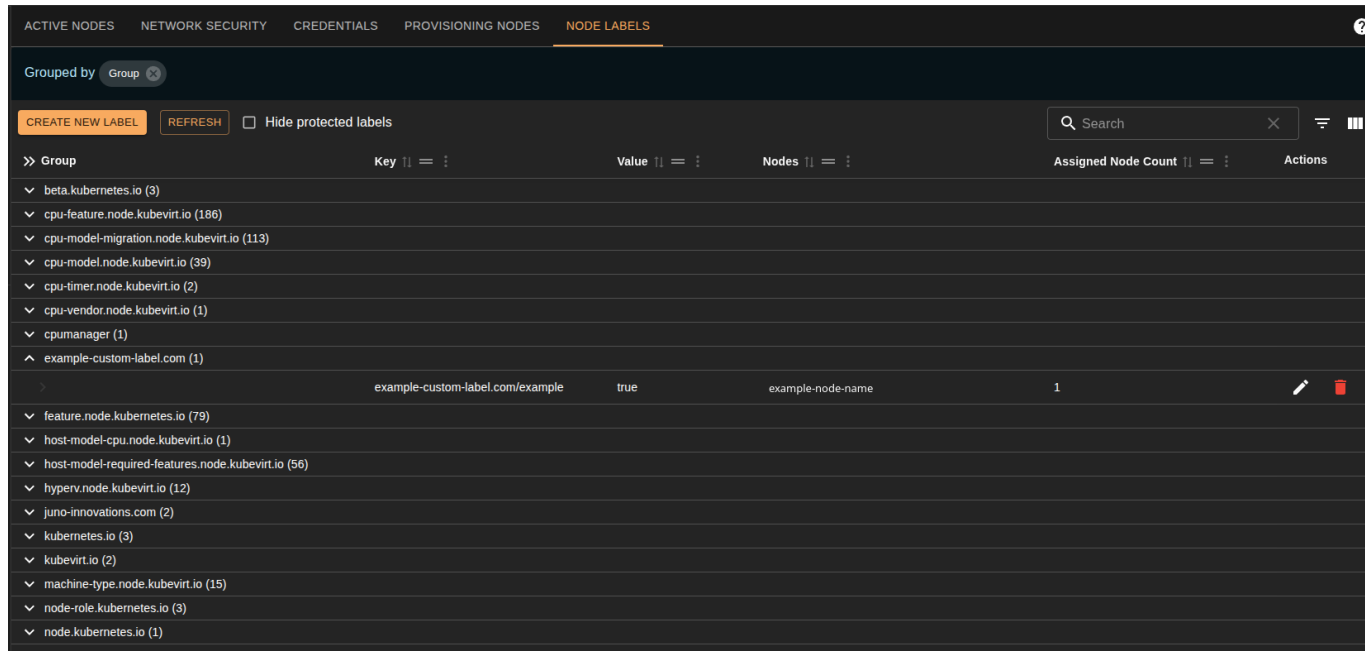 ACTIVE NODES NETWORK SECURITY CREDENTIALS PROVISIONING NODES NODE LABELS ?
Grouped by Group
CREATE NEW LABEL REFRESH Hide protected labels Search
Group Key Value Nodes Assigned Node Count Actions
beta.kubernetes.io (3)
cpu-feature.node.kubevirt.io (186)
cpu-model-migration.node.kubevirt.io (113)
cpu-model.node.kubevirt.io (39)
cpu-timer.node.kubevirt.io (2)
cpu-vendor.node.kubevirt.io (1)
cpumanager (1)
example-custom-label.com (1)
example-custom-label.com/example true example-node-name 1
feature.node.kubernetes.io (79)
host-model-cpu.node.kubevirt.io (1)
host-model-required-features.node.kubevirt.io (56)
hyperv.node.kubevirt.io (12)
juno-innovations.com (2)
kubernetes.io (3)
kubevirt.io (2)
machine-type.node.kubevirt.io (15)
node-role.kubernetes.io (3)
node.kubernetes.io (1)